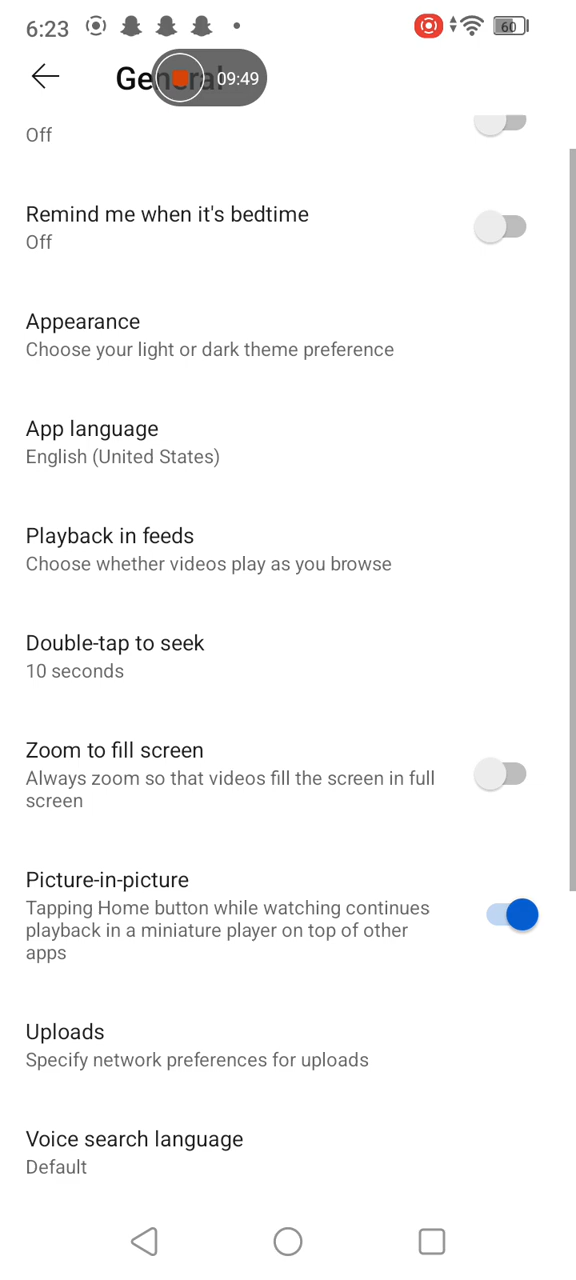 6:23
60
General
09:49
Off
Remind me when it's bedtime
Off
Appearance
Choose your light or dark theme preference
App language
English (United States)
Playback in feeds
Choose whether videos play as you browse
Double-tap to seek
10 seconds
Zoom to fill screen
Always zoom so that videos fill the screen in full
screen
Picture-in-picture
Tapping Home button while watching continues
playback in a miniature player on top of other
apps
Uploads
Specify network preferences for uploads
Voice search language
Default